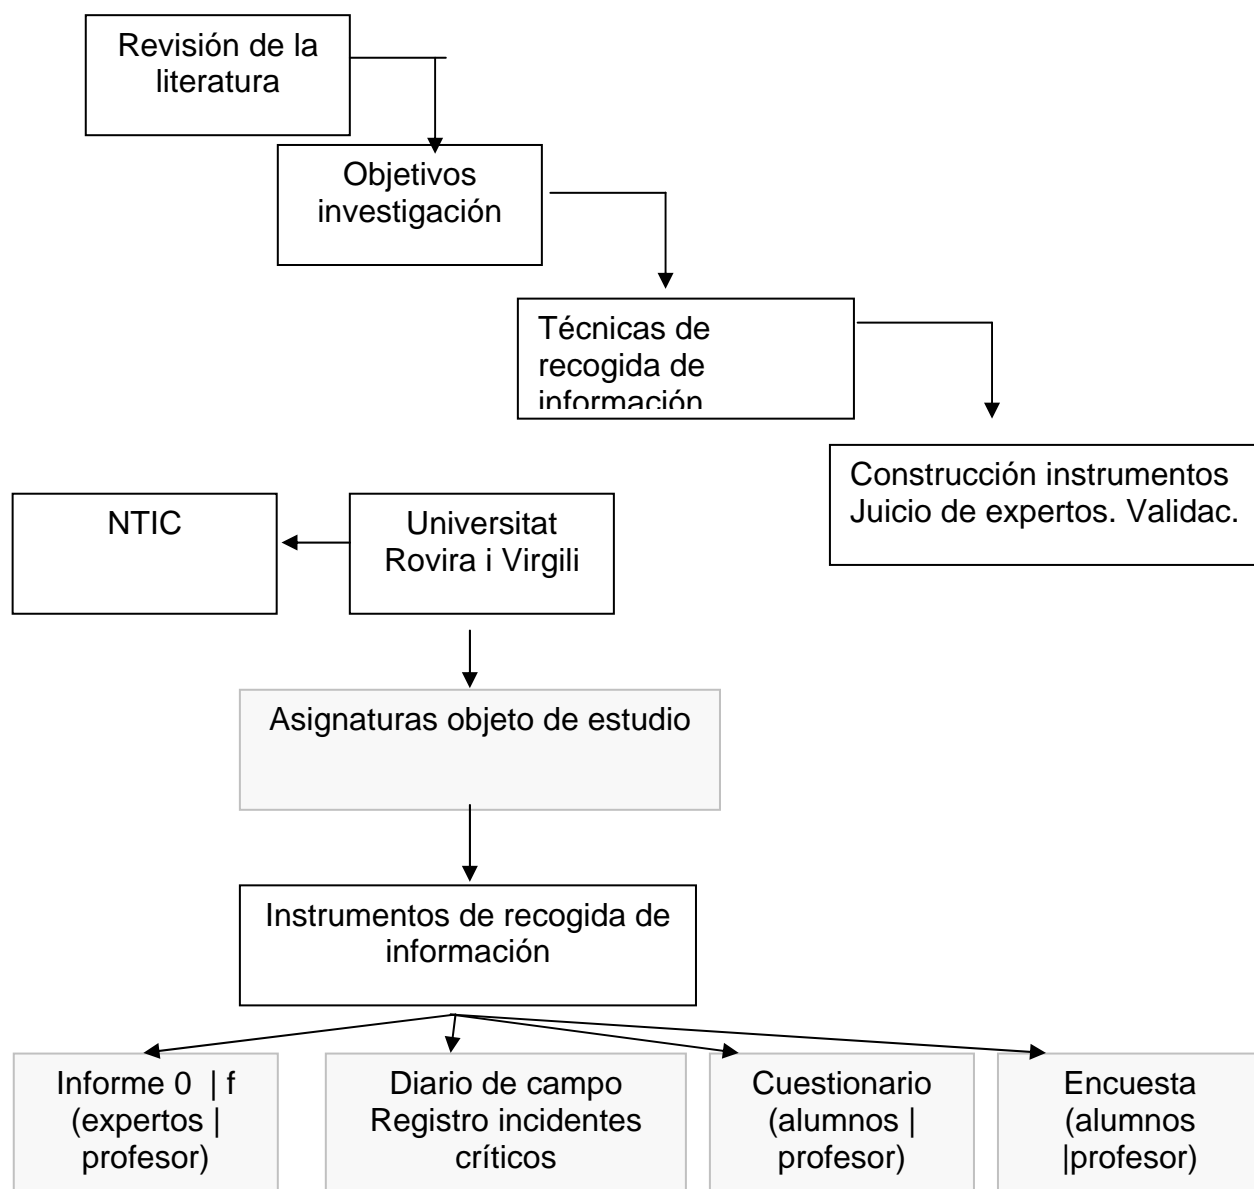 Revisión de la
literatura
Objetivos
investigación
Técnicas de
recogida de
información
Construcción instrumentos
Juicio de expertos. Validac.
NTIC
Universitat
Rovira i Virgili
Asignaturas objeto de estudio
Instrumentos de recogida de
información
Informe 0 | f
(expertos |
profesor)
Diario de campo
Registro incidentes
críticos
Cuestionario
(alumnos |
profesor)
Encuesta
(alumnos
|profesor)